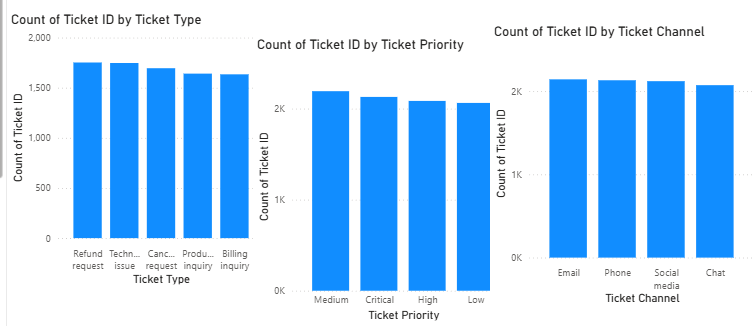 Count of Ticket ID by Ticket Type
2,000
1,500
1,000
500
0
Count of Ticket ID
Refund request
Techn... issue
Canc... request
Produ... inquiry
Billing inquiry
Ticket Type
Count of Ticket ID by Ticket Priority
2K
1K
0K
Count of Ticket ID
Medium
Critical
High
Low
Ticket Priority
Count of Ticket ID by Ticket Channel
2K
1K
0K
Count of Ticket ID
Email
Phone
Social media
Chat
Ticket Channel